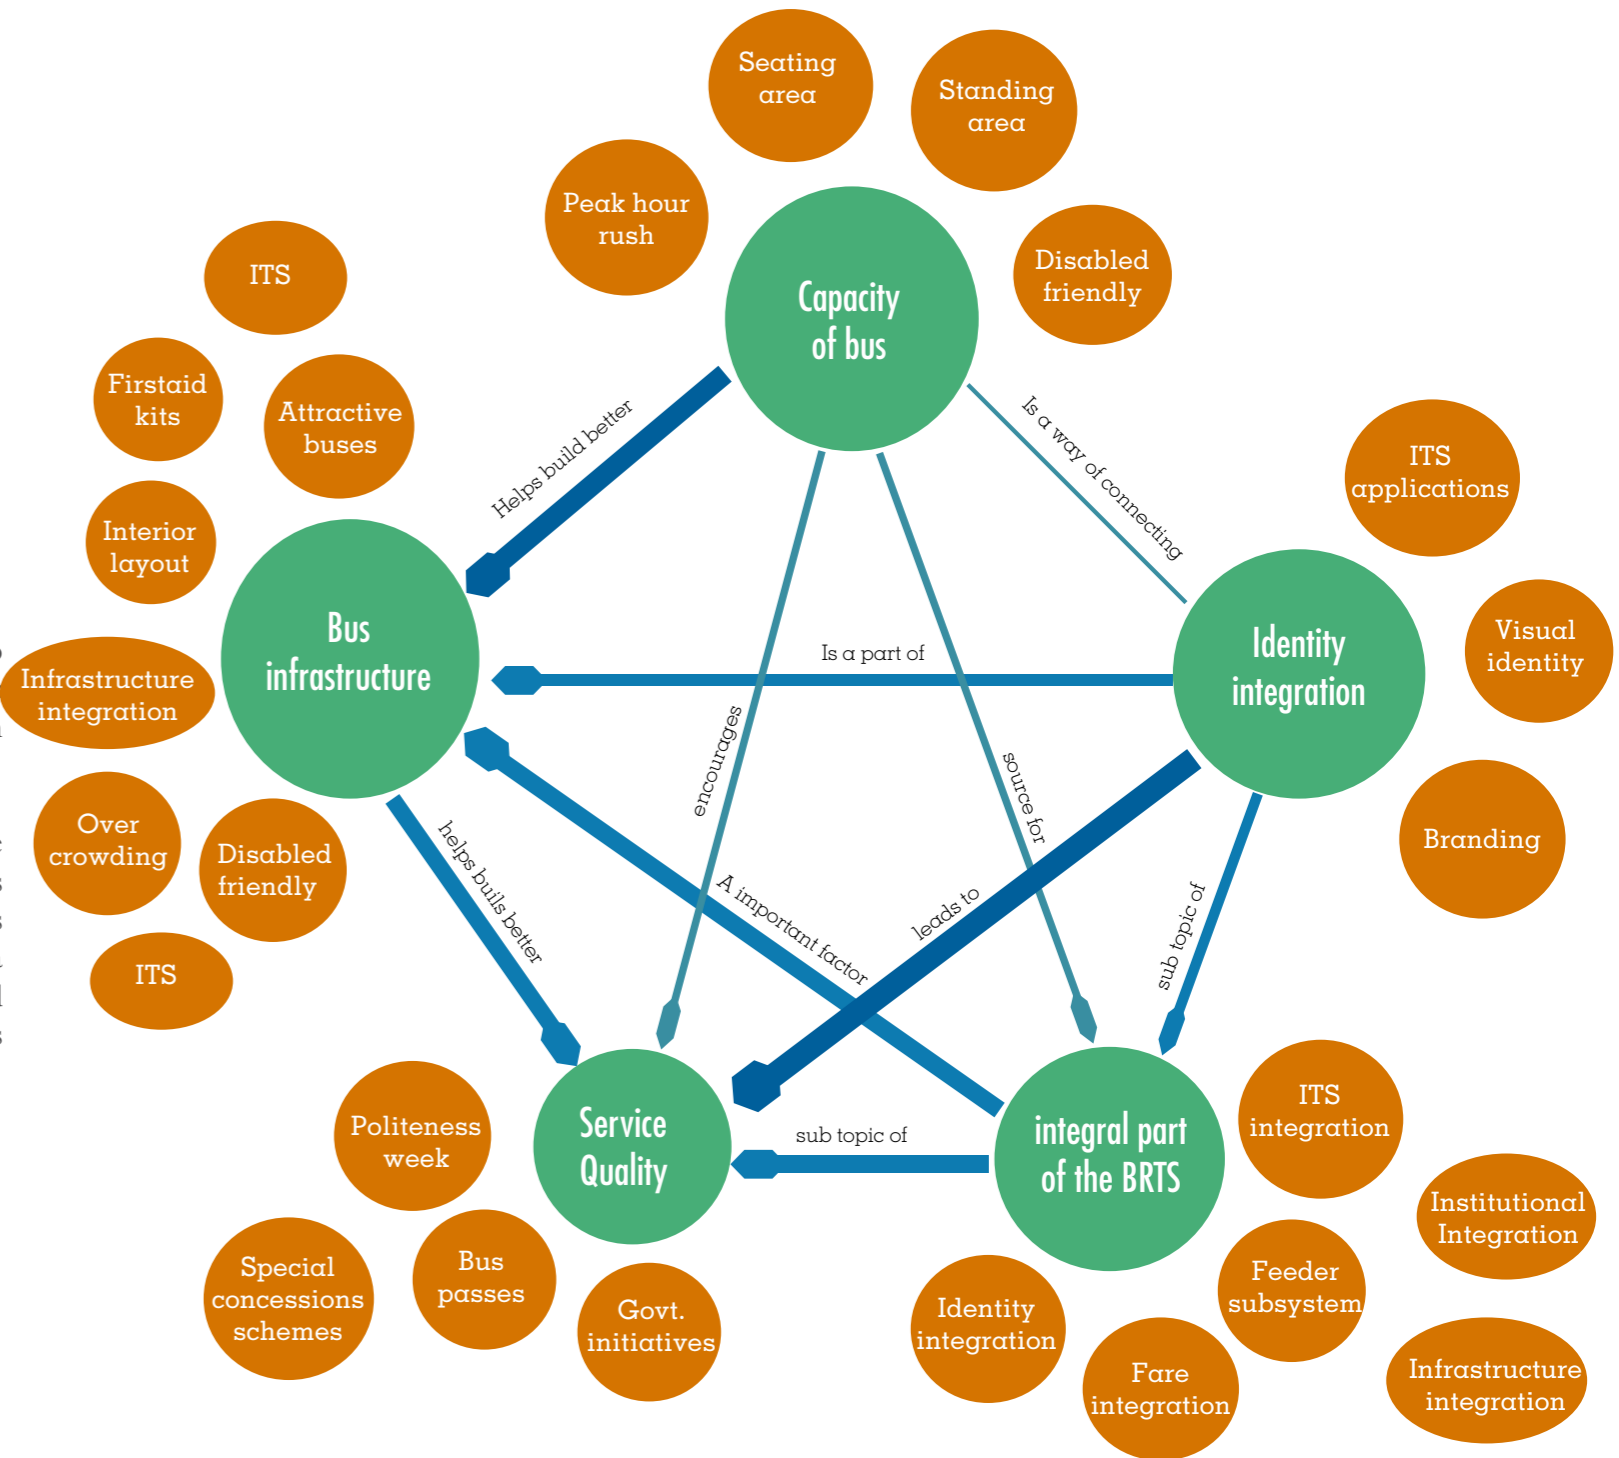 Seating
area
Standing
area
Peak hour
rush
Disabled
friendly
Capacity
of bus
ITS
Firstaid
kits
Attractive
buses
Interior
layout
Infrastructure
integration
Over
crowding
Disabled
friendly
ITS
Bus
infrastructure
Helps build better
Is a way of connecting
ITS
applications
Visual
identity
Branding
Identity
integration
Is a part of
encourages
source for
helps buils better
A important factor
leads to
sub topic of
sub topic of
Service
Quality
Politeness
week
Special
concessions
schemes
Bus
passes
Govt.
initiatives
integral part
of the BRTS
ITS
integration
Institutional
Integration
Feeder
subsystem
Identity
integration
Fare
integration
Infrastructure
integration